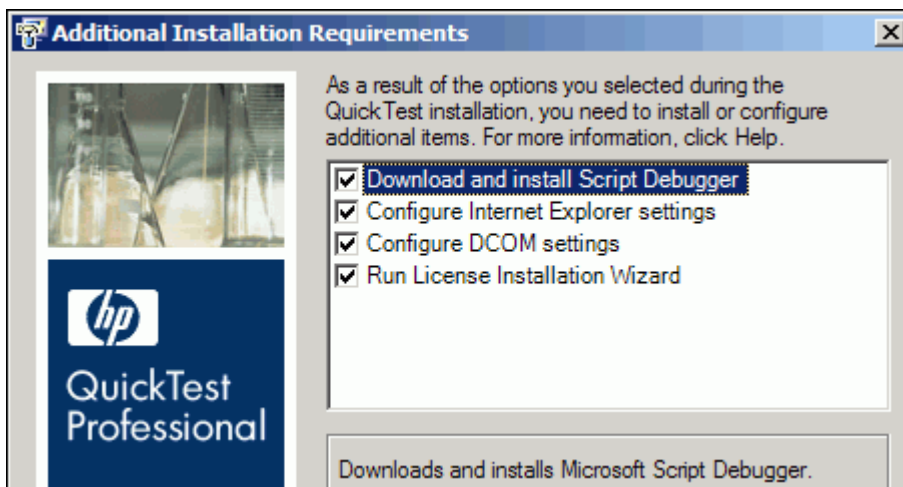 Additional Installation Requirements
As a result of the options you selected during the
QuickTest installation, you need to install or configure
additional items. For more information, click Help.
Download and install Script Debugger
Configure Internet Explorer settings
Configure DCOM settings
Run License Installation Wizard
hp
QuickTest
Professional
Downloads and installs Microsoft Script Debugger.